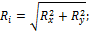 R_i = √(R_x^2 + R_y^2);